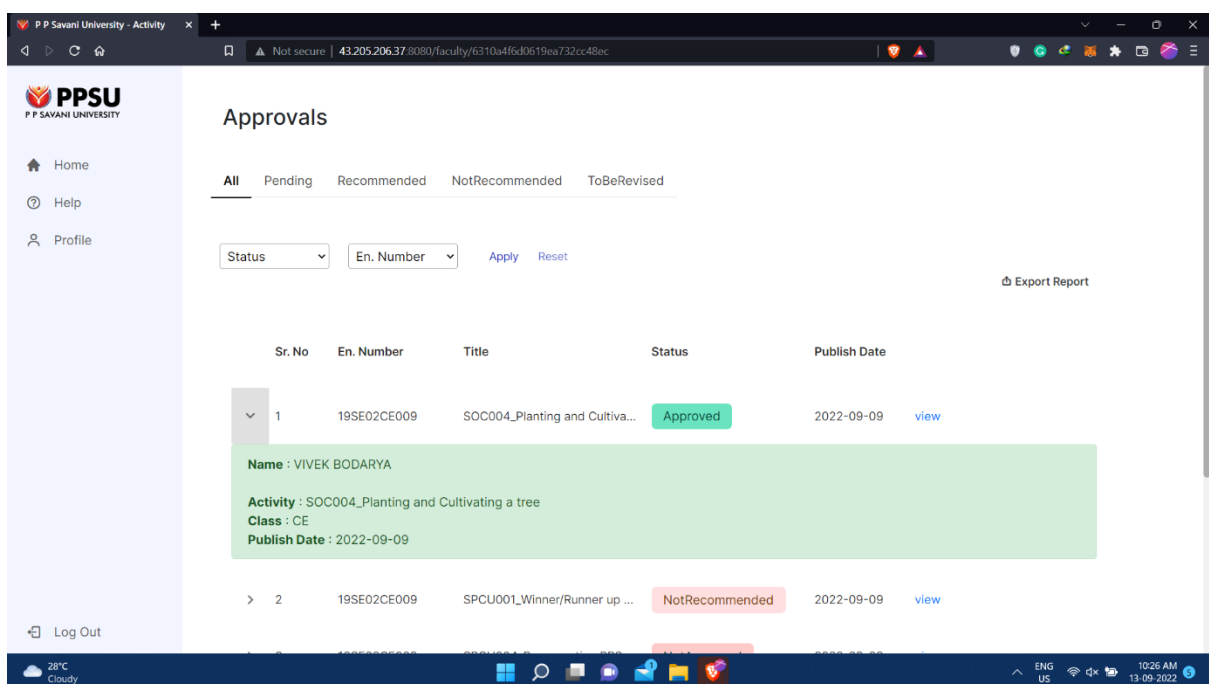 P P Savani University - Activity
Not secure | 43.205.206.37:8080/faculty/6310a4f6d0619ea732cc48ec
PPSU
P P SAVANI UNIVERSITY
Home
Help
Profile
Log Out
Approvals
All Pending Recommended NotRecommended ToBeRevised
Status En. Number Apply Reset
Export Report
Sr. No En. Number Title Status Publish Date
1 19SE02CE009 SOC004_Planting and Cultiva... Approved 2022-09-09 view
Name : VIVEK BODARYA
Activity : SOC004_Planting and Cultivating a tree
Class : CE
Publish Date : 2022-09-09
2 19SE02CE009 SPCU001_Winner/Runner up ... NotRecommended 2022-09-09 view
28°C
Cloudy
ENG
US
10:26 AM
13-09-2022
5